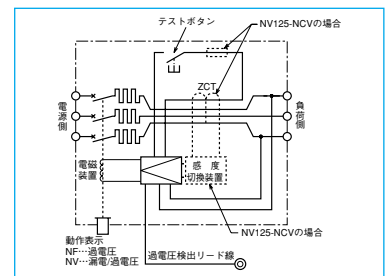 テストボタン
NV125-NCVの場合
ZCT
電源側
負荷側
電磁装置
感度切換装置
NV125-NCVの場合
動作表示
NF…過電圧
NV…漏電/過電圧
過電圧検出リード線